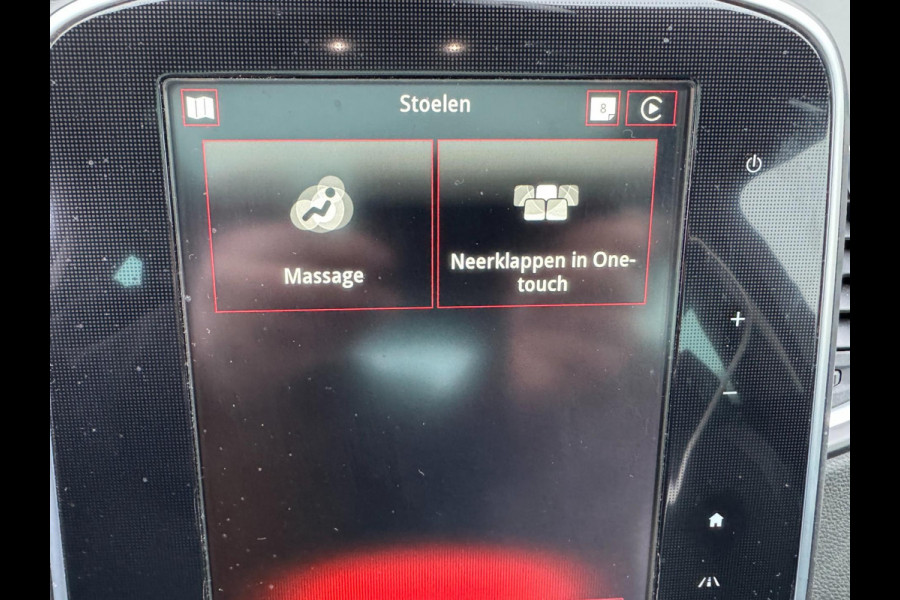 Stoelen
8
Massage
Neerklappen in One-
touch